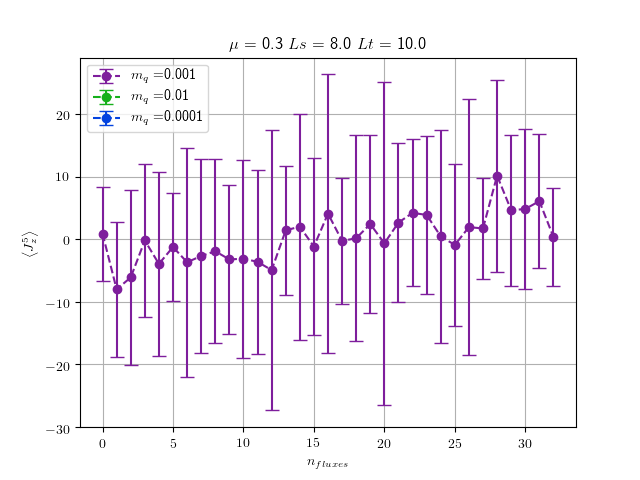 μ = 0.3 Ls = 8.0 Lt = 10.0
m_q =0.001
m_q =0.01
m_q =0.0001
⟨J_z^5⟩
20
10
0
−10
−20
−30
0 5 10 15 20 25 30
n_fluxes